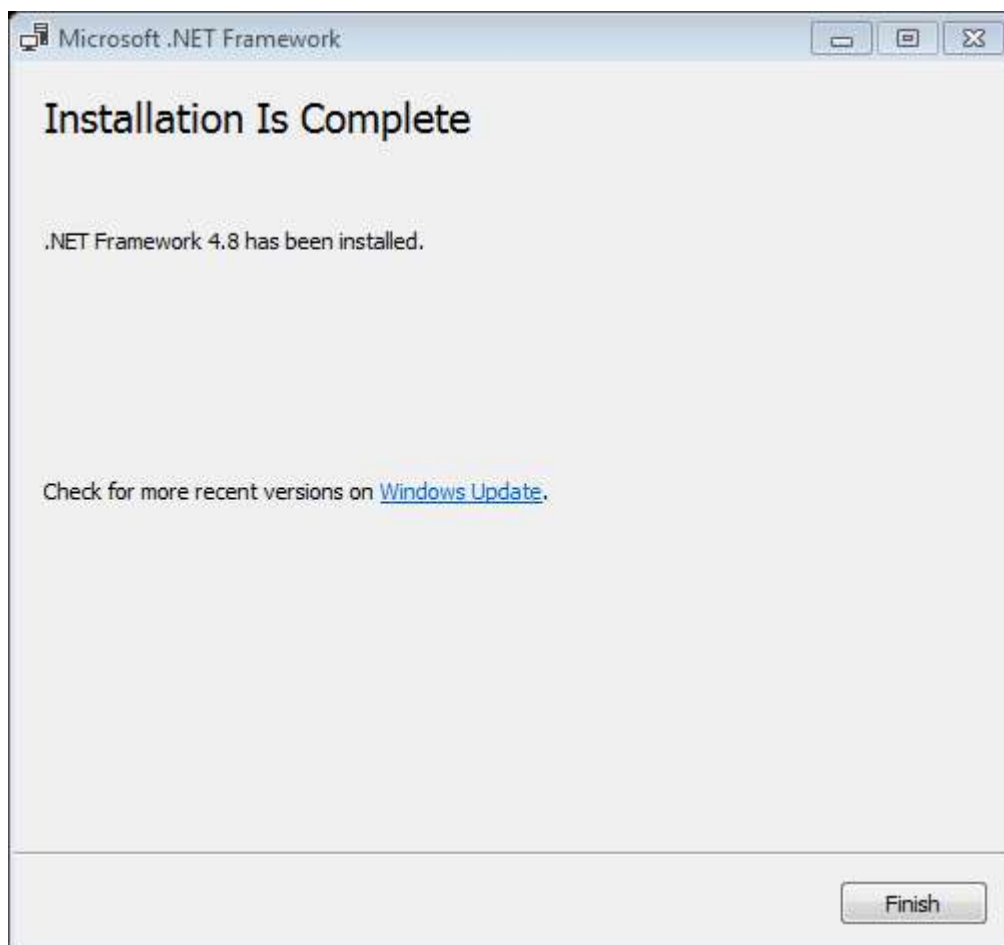 Microsoft .NET Framework
Installation Is Complete
.NET Framework 4.8 has been installed.
Check for more recent versions on Windows Update.
Finish